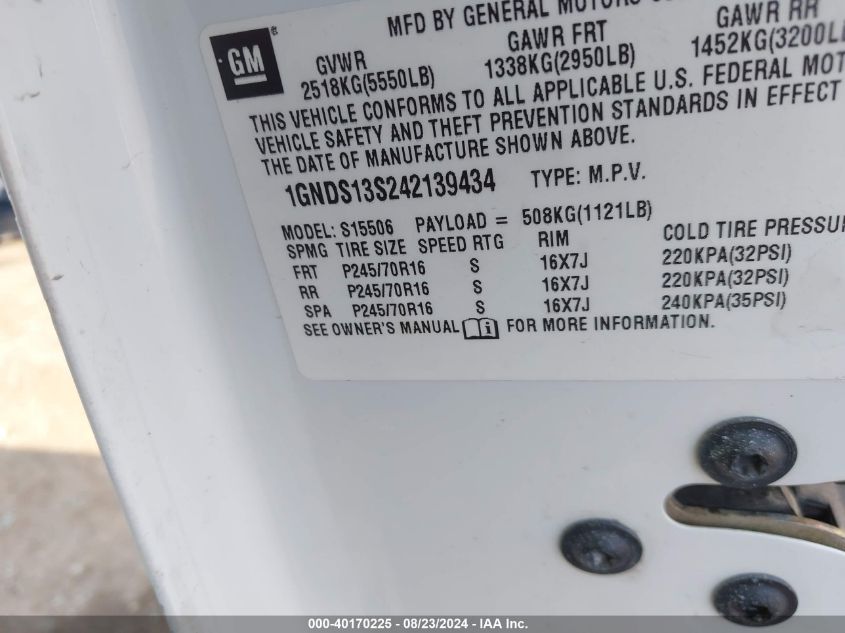 MFD BY GENERAL MOTORS
GM ®
GVWR GAWR FRT GAWR RR
2518KG(5550LB) 1338KG(2950LB) 1452KG(3200L
THIS VEHICLE CONFORMS TO ALL APPLICABLE U.S. FEDERAL MOT
VEHICLE SAFETY AND THEFT PREVENTION STANDARDS IN EFFECT
THE DATE OF MANUFACTURE SHOWN ABOVE.
1GNDS13S242139434 TYPE: M.P.V.
MODEL: S15506 PAYLOAD = 508KG(1121LB)
SPMG TIRE SIZE SPEED RTG RIM COLD TIRE PRESSUR
FRT P245/70R16 S 16X7J 220KPA(32PSI)
RR P245/70R16 S 16X7J 220KPA(32PSI)
SPA P245/70R16 S 16X7J 240KPA(35PSI)
SEE OWNER'S MANUAL i FOR MORE INFORMATION.
000-40170225 - 08/23/2024 - IAA Inc.